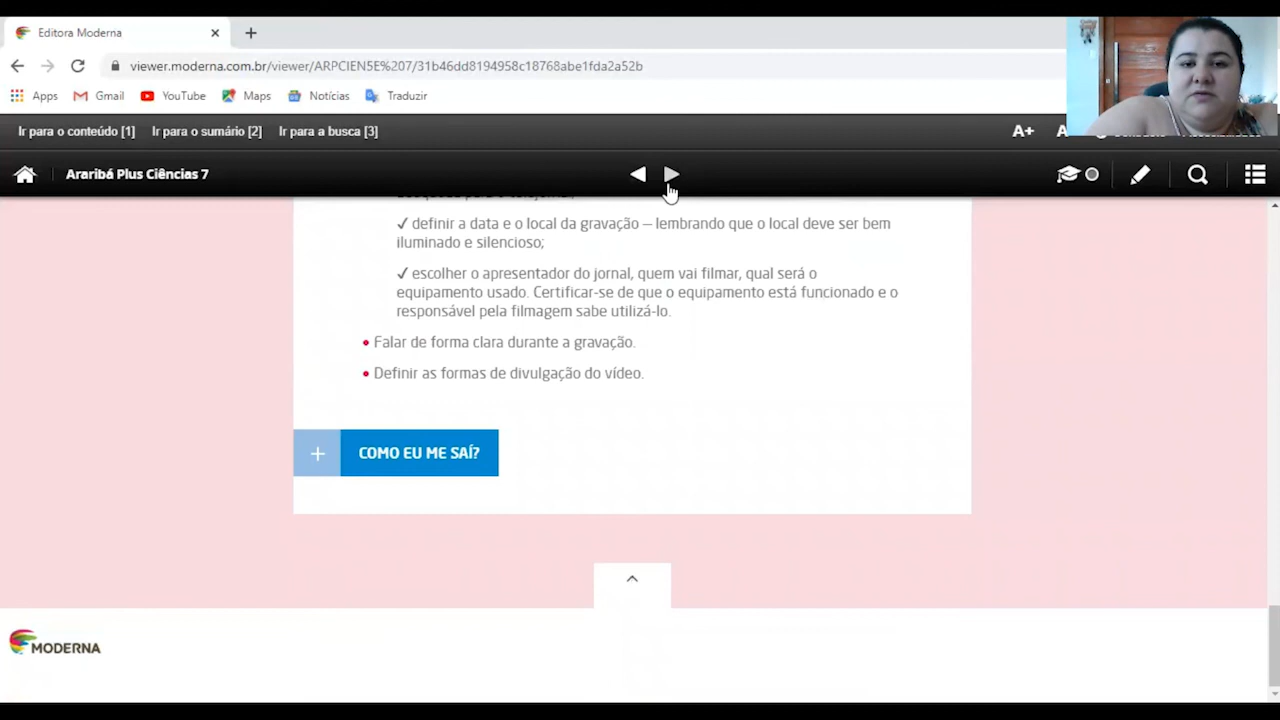 Editora Moderna
viewer.moderna.com.br/viewer/ARPCIEN5E%207/31b46dd8194958c18768abe1fda2a52b
Apps Gmail YouTube Maps Notícias Traduzir
Ir para o conteúdo [1] Ir para o sumário [2] Ir para a busca [3] A+
Araribá Plus Ciências 7
✓ definir a data e o local da gravação – lembrando que o local deve ser bem
iluminado e silencioso;
✓ escolher o apresentador do jornal, quem vai filmar, qual será o
equipamento usado. Certificar-se de que o equipamento está funcionado e o
responsável pela filmagem sabe utilizá-lo.
• Falar de forma clara durante a gravação.
• Definir as formas de divulgação do vídeo.
+ COMO EU ME SAÍ?
MODERNA